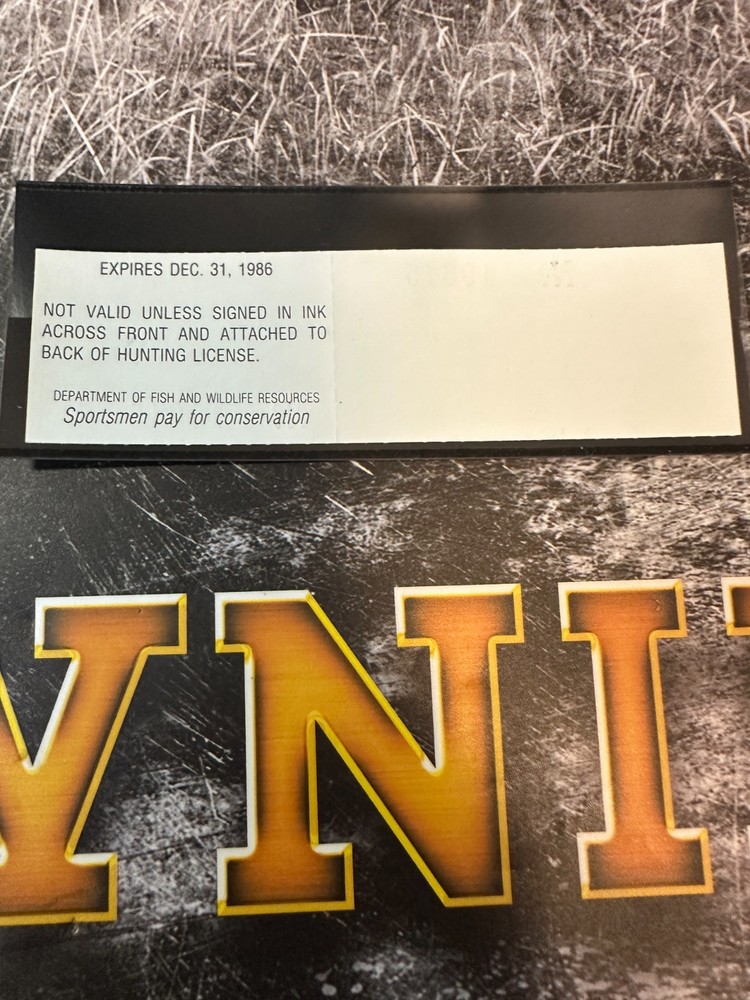 EXPIRES DEC. 31, 1986
NOT VALID UNLESS SIGNED IN INK
ACROSS FRONT AND ATTACHED TO
BACK OF HUNTING LICENSE.
DEPARTMENT OF FISH AND WILDLIFE RESOURCES
Sportsmen pay for conservation
YNI